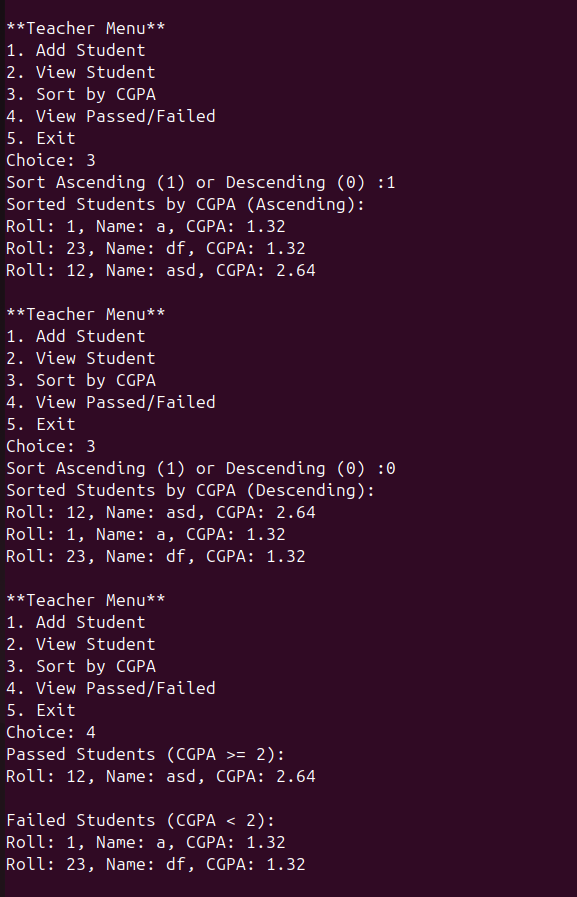 **Teacher Menu**
1. Add Student
2. View Student
3. Sort by CGPA
4. View Passed/Failed
5. Exit
Choice: 3
Sort Ascending (1) or Descending (0) :1
Sorted Students by CGPA (Ascending):
Roll: 1, Name: a, CGPA: 1.32
Roll: 23, Name: df, CGPA: 1.32
Roll: 12, Name: asd, CGPA: 2.64

**Teacher Menu**
1. Add Student
2. View Student
3. Sort by CGPA
4. View Passed/Failed
5. Exit
Choice: 3
Sort Ascending (1) or Descending (0) :0
Sorted Students by CGPA (Descending):
Roll: 12, Name: asd, CGPA: 2.64
Roll: 1, Name: a, CGPA: 1.32
Roll: 23, Name: df, CGPA: 1.32

**Teacher Menu**
1. Add Student
2. View Student
3. Sort by CGPA
4. View Passed/Failed
5. Exit
Choice: 4
Passed Students (CGPA >= 2):
Roll: 12, Name: asd, CGPA: 2.64

Failed Students (CGPA < 2):
Roll: 1, Name: a, CGPA: 1.32
Roll: 23, Name: df, CGPA: 1.32